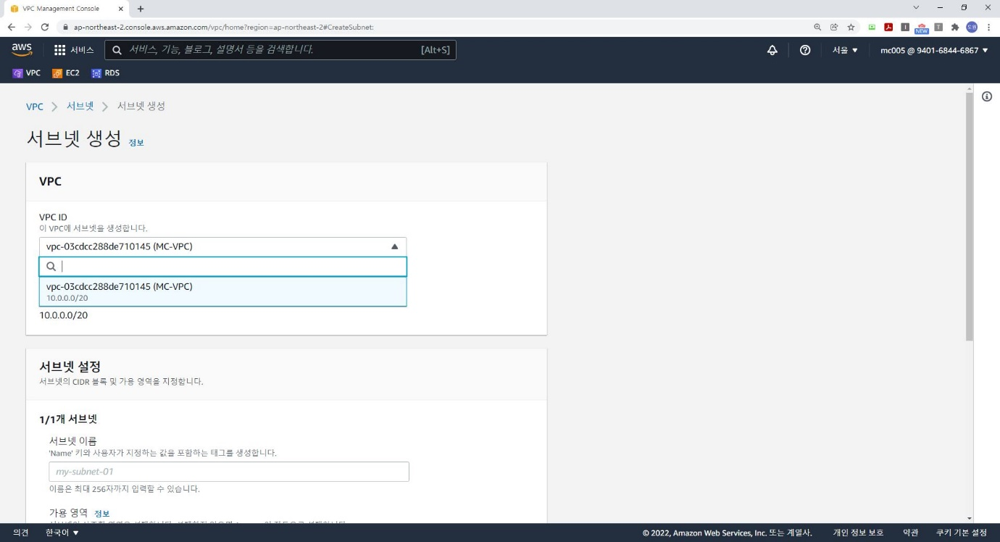 VPC Management Console
ap-northeast-2.console.aws.amazon.com/vpc/home?region=ap-northeast-2#CreateSubnet:
NEW
도원
aws
서비스
서비스, 기능, 블로그, 설명서 등을 검색합니다.
[Alt+S]
서울 ▼
mc005 @ 9401-6844-6867 ▼
VPC
EC2
RDS
VPC > 서브넷 > 서브넷 생성
서브넷 생성 정보
VPC
VPC ID
이 VPC에 서브넷을 생성합니다.
vpc-03cdcc288de710145 (MC-VPC)
vpc-03cdcc288de710145 (MC-VPC)
10.0.0.0/20
10.0.0.0/20
서브넷 설정
서브넷의 CIDR 블록 및 가용 영역을 지정합니다.
1/1개 서브넷
서브넷 이름
'Name' 키와 사용자가 지정하는 값을 포함하는 태그를 생성합니다.
my-subnet-01
이름은 최대 256자까지 입력할 수 있습니다.
가용 영역 정보
의견
한국어 ▼
© 2022, Amazon Web Services, Inc. 또는 계열사.
개인 정보 보호
약관
쿠키 기본 설정